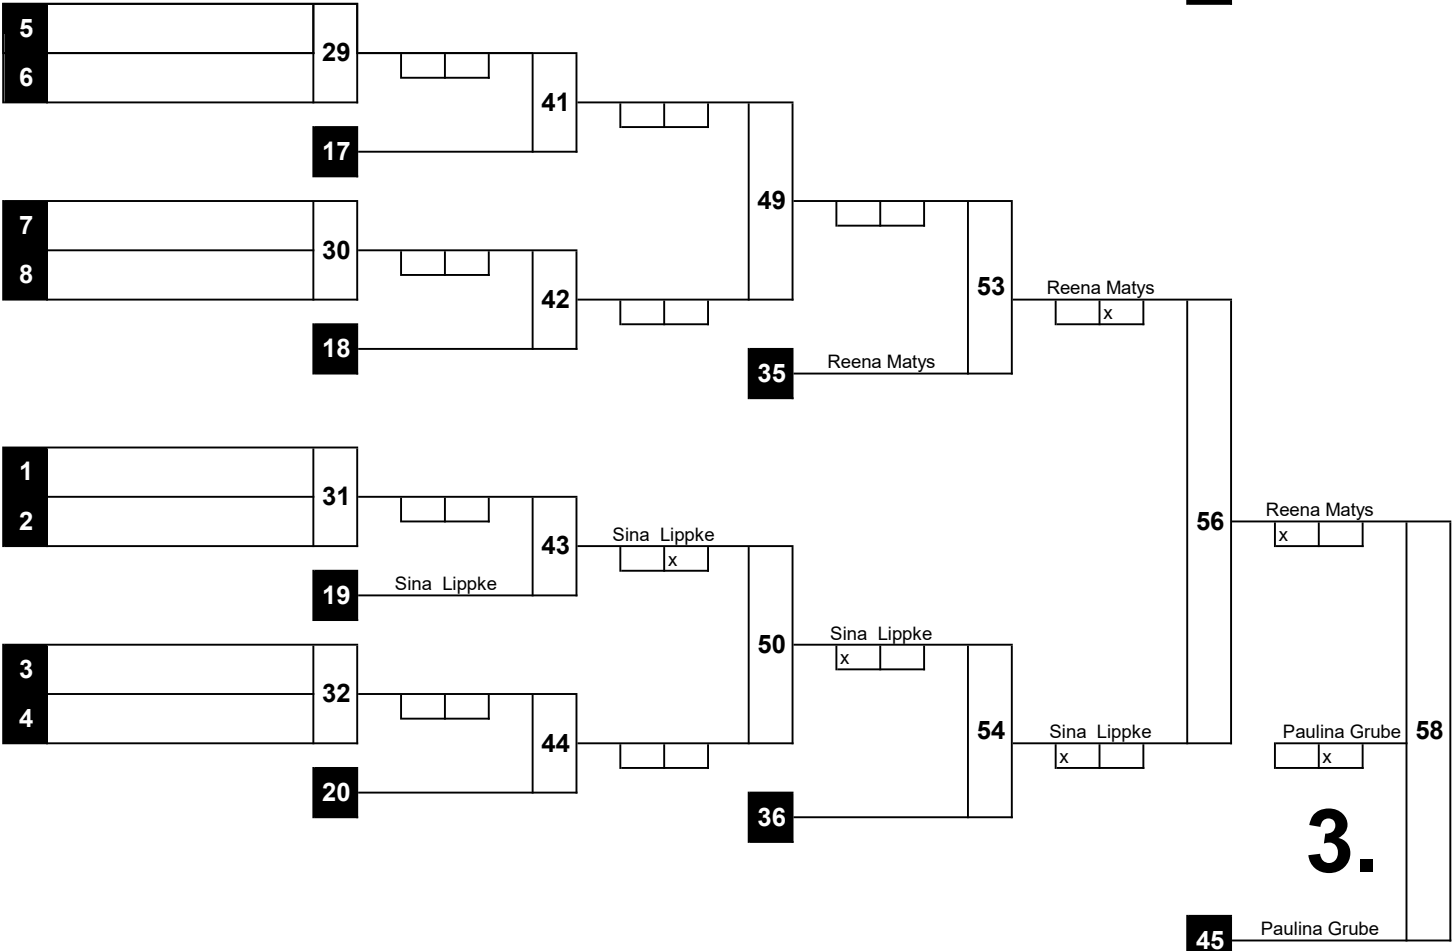 5
29
6
41
17
7
49
30
8
42
53
Reena Matys
x
18
35
Reena Matys
1
31
2
56
Reena Matys
x
43
Sina  Lippke
x
19
Sina  Lippke
50
Sina  Lippke
x
3
32
4
44
54
Sina  Lippke
x
Paulina Grube
x
58
20
36
3.
45
Paulina Grube